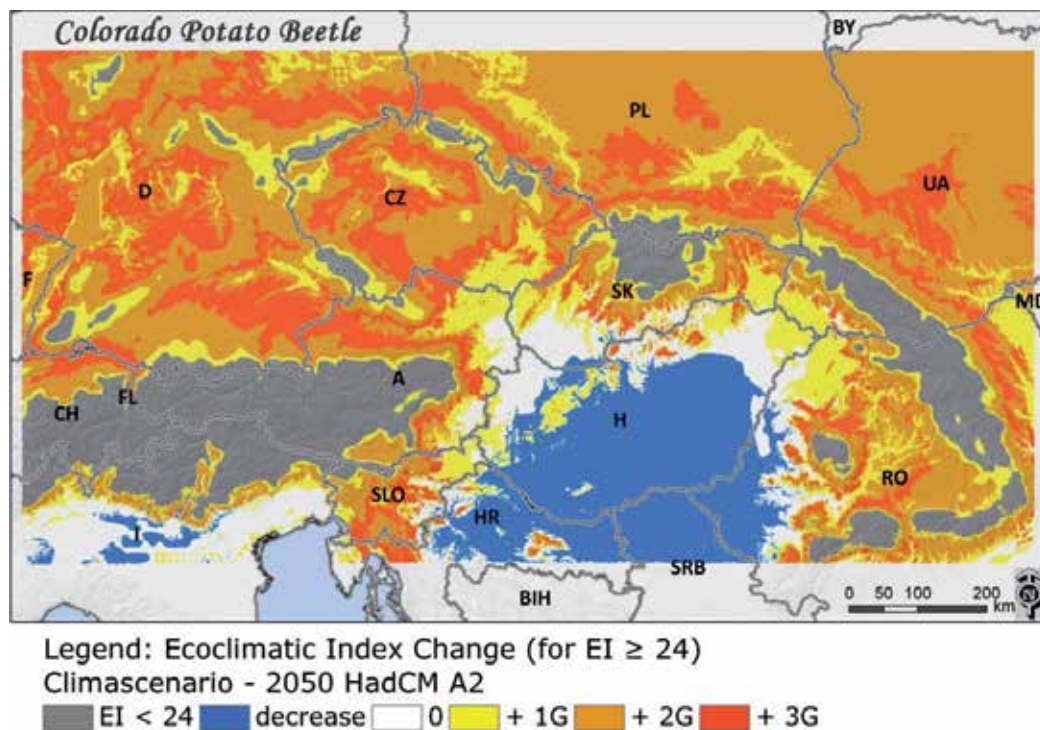 Colorado Potato Beetle
BY
PL
D
CZ
UA
F
SK
MD
A
FL
CH
H
RO
SLO
I
HR
SRB
BIH
0 50 100 200
km
N
Legend: Ecoclimatic Index Change (for EI ≥ 24)
Climascenario - 2050 HadCM A2
EI < 24 decrease 0 + 1G + 2G + 3G